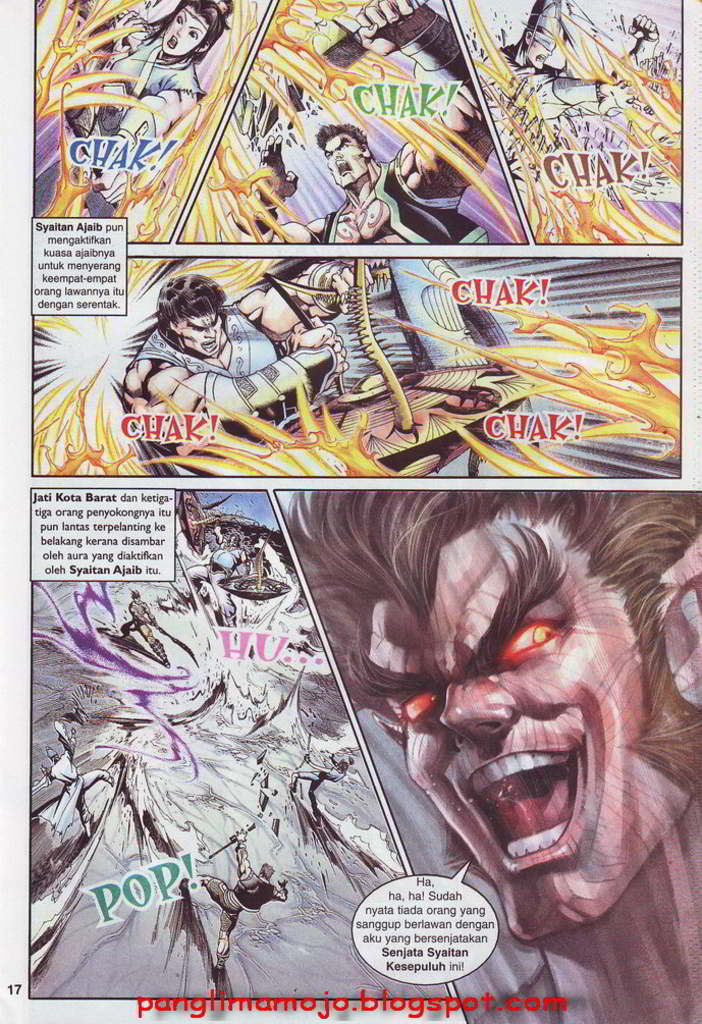 CHAK!
CHAK!
CHAK!
Syaitan Ajaib pun
mengaktifkan
kuasa ajaibnya
untuk menyerang
keempat-empat
orang lawannya itu
dengan serentak.
CHAK!
CHAK!
CHAK!
Jati Kota Barat dan ketiga-
tiga orang penyokongnya itu
pun lantas terpelanting ke
belakang kerana disambar
oleh aura yang diaktifkan
oleh Syaitan Ajaib itu.
HU...
POP!
Ha,
ha, ha! Sudah
nyata tiada orang yang
sanggup berlawan dengan
aku yang bersenjatakan
Senjata Syaitan
Kesepuluh ini!
17
panglimamojo.blogspot.com